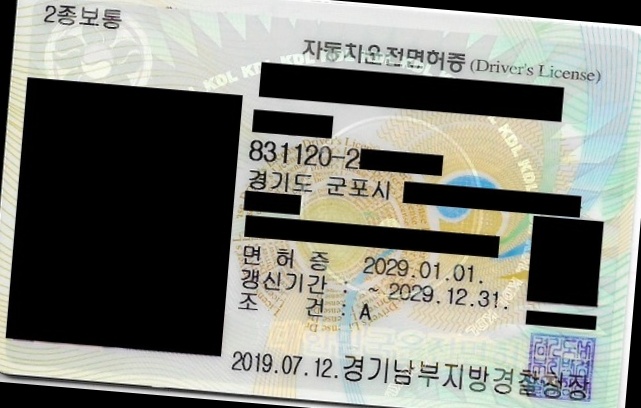 2종보통
자동차운전면허증 (Driver's License)
831120-2
경기도 군포시
면 허 증 2029.01.01.
갱신기간 : ~ 2029.12.31.
조 건 : A
2019.07.12. 경기남부지방경찰청장